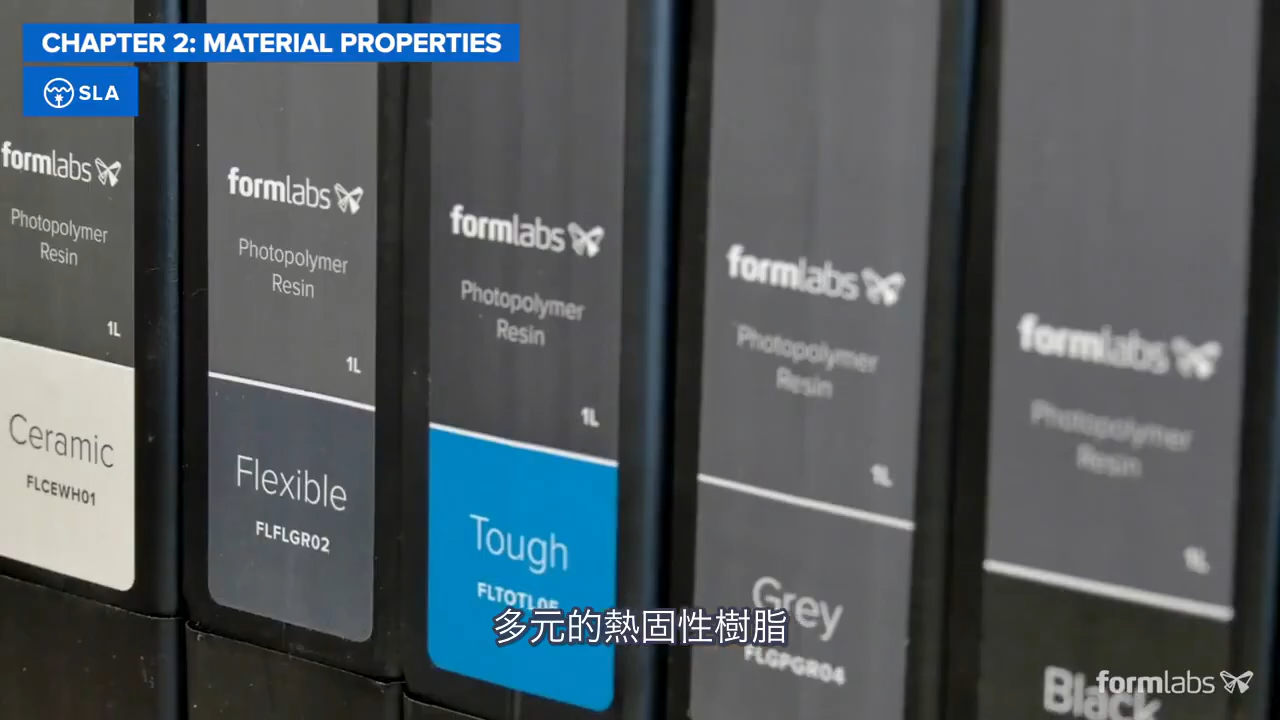 CHAPTER 2: MATERIAL PROPERTIES
SLA
formlabs
Photopolymer
Resin
1L
Ceramic
FLCEWH01
formlabs
Photopolymer
Resin
1L
Flexible
FLFLGR02
formlabs
Photopolymer
Resin
1L
Tough
formlabs
Photopolymer
Resin
1L
Grey
FLGPGR04
formlabs
Photopolymer
Resin
1L
Black
多元的熱固性樹脂
formlabs